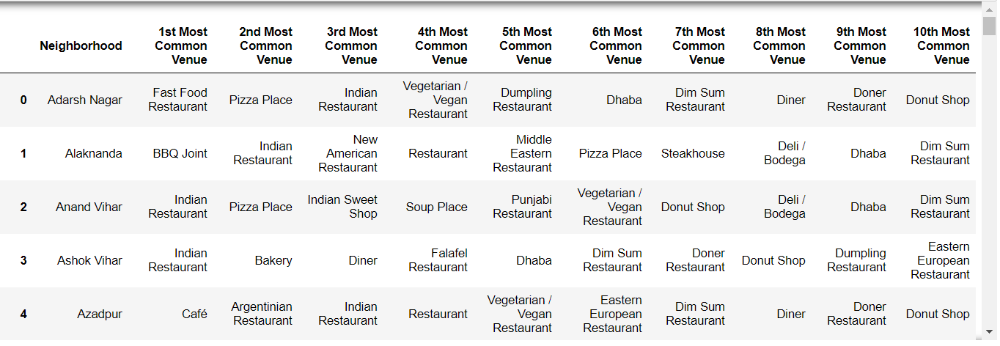 Neighborhood 1st Most Common Venue 2nd Most Common Venue 3rd Most Common Venue 4th Most Common Venue 5th Most Common Venue 6th Most Common Venue 7th Most Common Venue 8th Most Common Venue 9th Most Common Venue 10th Most Common Venue
0 Adarsh Nagar Fast Food Restaurant Pizza Place Indian Restaurant Vegetarian / Vegan Restaurant Dumpling Restaurant Dhaba Dim Sum Restaurant Diner Doner Restaurant Donut Shop
1 Alaknanda BBQ Joint Indian Restaurant New American Restaurant Restaurant Middle Eastern Restaurant Pizza Place Steakhouse Deli / Bodega Dhaba Dim Sum Restaurant
2 Anand Vihar Indian Restaurant Pizza Place Indian Sweet Shop Soup Place Punjabi Restaurant Vegetarian / Vegan Restaurant Donut Shop Deli / Bodega Dhaba Dim Sum Restaurant
3 Ashok Vihar Indian Restaurant Bakery Diner Falafel Restaurant Dhaba Dim Sum Restaurant Doner Restaurant Donut Shop Dumpling Restaurant Eastern European Restaurant
4 Azadpur Café Argentinian Restaurant Indian Restaurant Restaurant Vegetarian / Vegan Restaurant Eastern European Restaurant Dim Sum Restaurant Diner Doner Restaurant Donut Shop